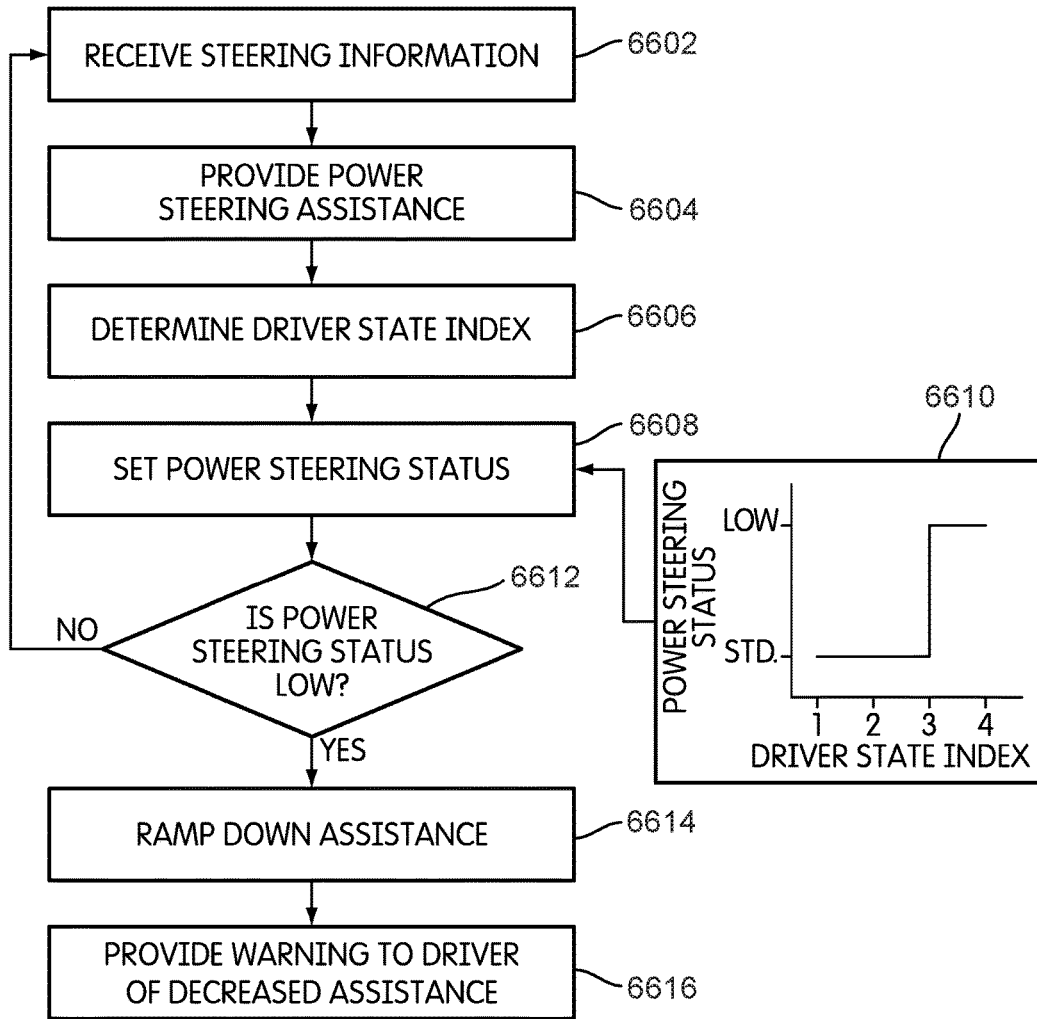 RECEIVE STEERING INFORMATION
6602
PROVIDE POWER
STEERING ASSISTANCE
6604
DETERMINE DRIVER STATE INDEX
6606
SET POWER STEERING STATUS
6608
6610
POWER STEERING
STATUS
LOW
STD.
1 2 3 4
DRIVER STATE INDEX
IS POWER
STEERING STATUS
LOW?
6612
NO
YES
RAMP DOWN ASSISTANCE
6614
PROVIDE WARNING TO DRIVER
OF DECREASED ASSISTANCE
6616